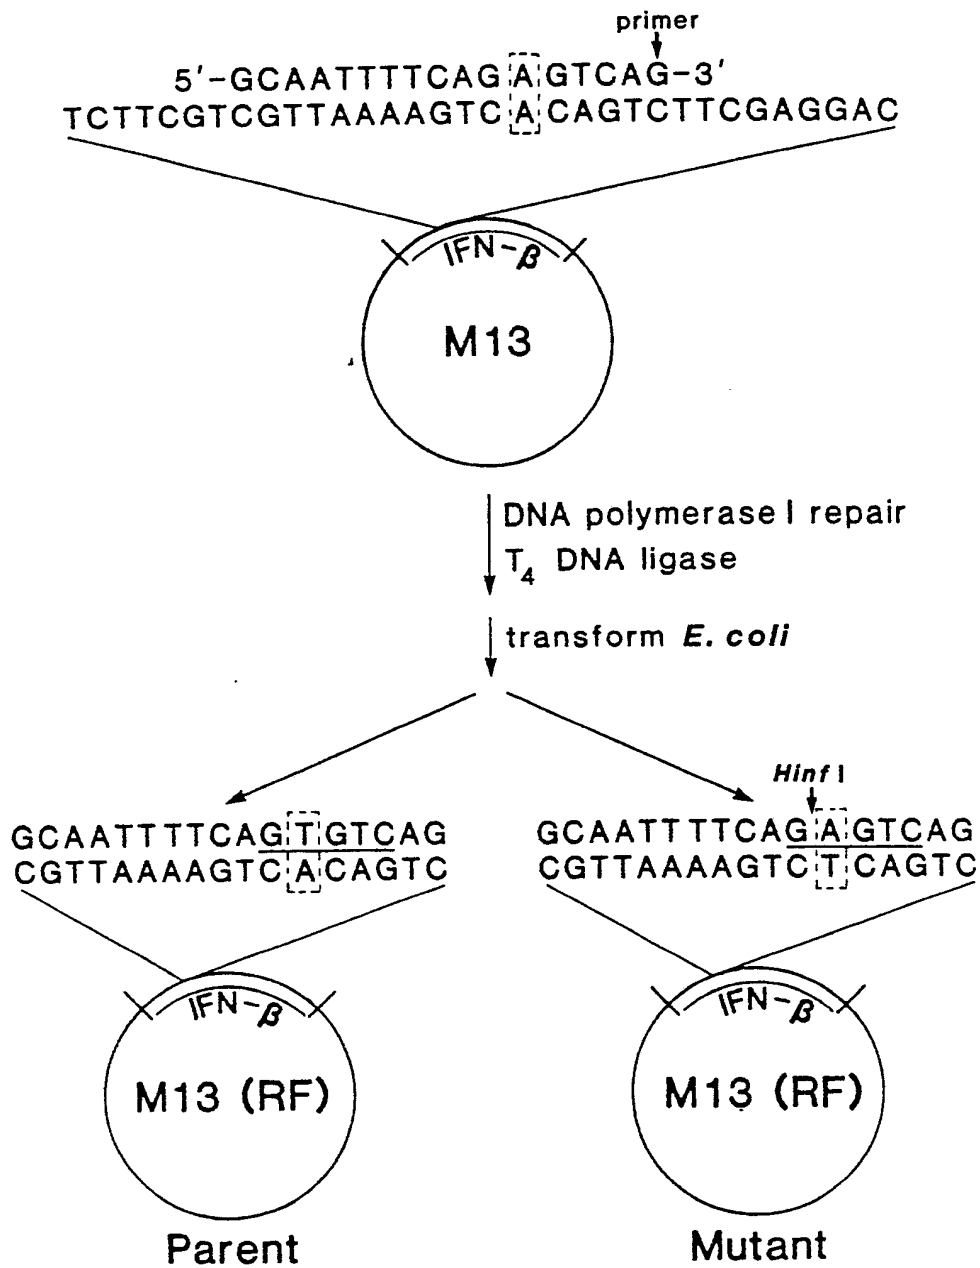 primer
5'-GCAATTTTCAGAGTCAG-3'
TCTTCGTCGTTAAAAGTCACAGTCTTCGAGGAC
IFN-β
M13
DNA polymerase I repair
T4 DNA ligase
transform E. coli
Hinf I
GCAATTTTCAGTGTCAG
CGTTAAAAGTCACAGTC
GCAATTTTCAGAGTCAG
CGTTAAAAGTCTCAGTC
IFN-β
IFN-β
M13 (RF)
M13 (RF)
Parent
Mutant